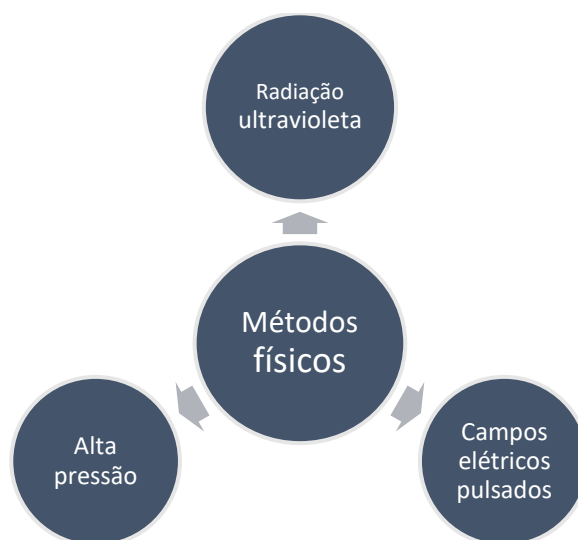 Radiação
ultravioleta
Métodos
físicos
Alta
pressão
Campos
elétricos
pulsados